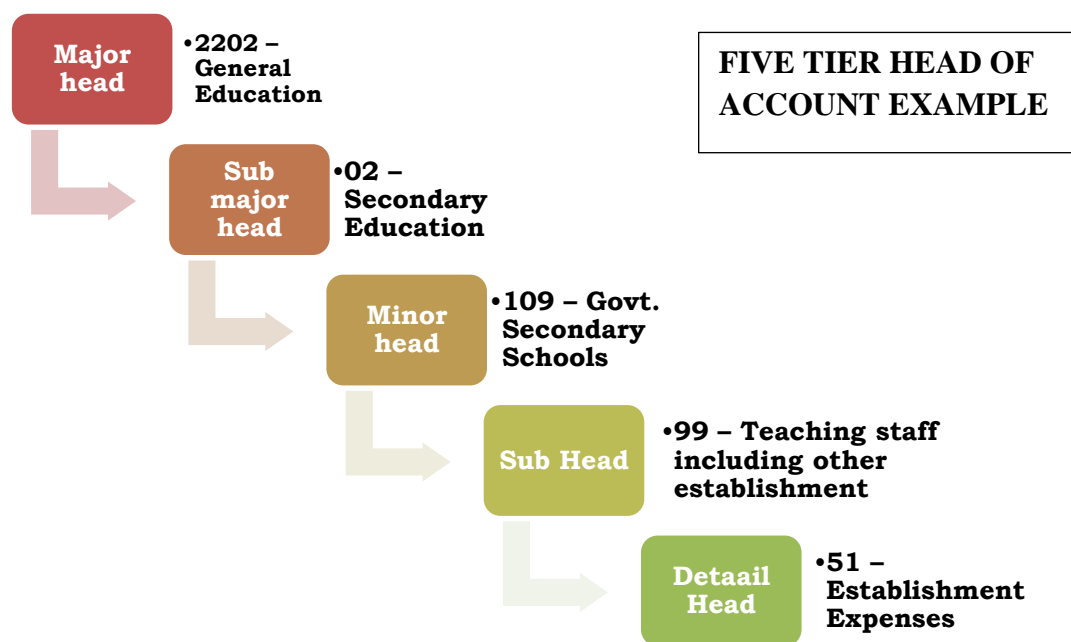 Major
head
•2202 –
General
Education
FIVE TIER HEAD OF
ACCOUNT EXAMPLE
Sub
major
head
•02 –
Secondary
Education
Minor
head
•109 – Govt.
Secondary
Schools
Sub Head
•99 – Teaching staff
including other
establishment
Detaail
Head
•51 –
Establishment
Expenses